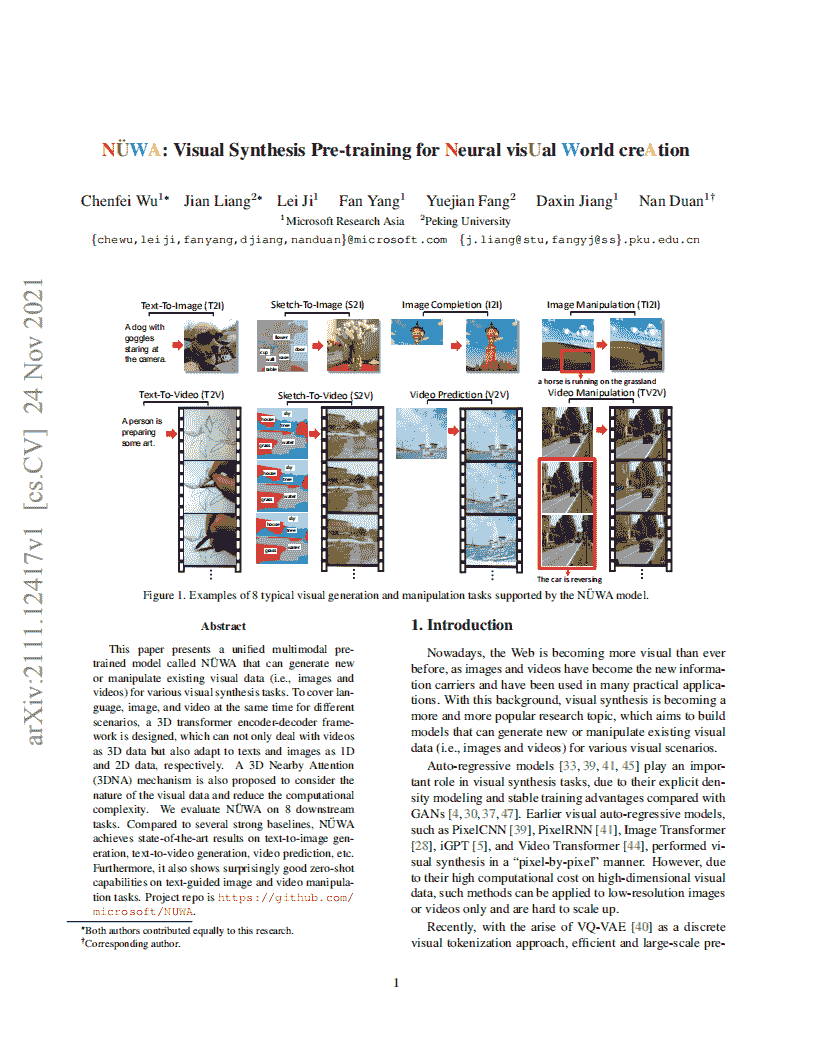 arXiv:2111.12417v1 [cs.CV] 24 Nov 2021
NÜWA: Visual Synthesis Pre-training for Neural visUal World creAtion
Chenfei Wu1* Jian Liang2* Lei Ji1 Fan Yang1 Yuejian Fang2 Daxin Jiang1 Nan Duan1†
1Microsoft Research Asia 2Peking University
{chewu,leiji,fanyang,djiang,nanduan}@microsoft.com {j.liang@stu,fangyj@ss}.pku.edu.cn
Text-To-Image (T2I) Sketch-To-Image (S2I) Image Completion (I2I) Image Manipulation (TI2I)
A dog with
goggles
staring at
the camera.
flower
cup
door
wall
vase
table
a horse is running on the grassland
Text-To-Video (T2V) Sketch-To-Video (S2V) Video Prediction (V2V) Video Manipulation (TV2V)
A person is
preparing
some art.
sky
house
tree
water
grass
sky
house
tree
water
grass
sky
house
tree
water
grass
The car is reversing
Figure 1. Examples of 8 typical visual generation and manipulation tasks supported by the NÜWA model.
Abstract
This paper presents a unified multimodal pre-
trained model called NÜWA that can generate new
or manipulate existing visual data (i.e., images and
videos) for various visual synthesis tasks. To cover lan-
guage, image, and video at the same time for different
scenarios, a 3D transformer encoder-decoder frame-
work is designed, which can not only deal with videos
as 3D data but also adapt to texts and images as 1D
and 2D data, respectively. A 3D Nearby Attention
(3DNA) mechanism is also proposed to consider the
nature of the visual data and reduce the computational
complexity. We evaluate NÜWA on 8 downstream
tasks. Compared to several strong baselines, NÜWA
achieves state-of-the-art results on text-to-image gen-
eration, text-to-video generation, video prediction, etc.
Furthermore, it also shows surprisingly good zero-shot
capabilities on text-guided image and video manipula-
tion tasks. Project repo is https://github.com/
microsoft/NUWA.
*Both authors contributed equally to this research.
†Corresponding author.
1. Introduction
Nowadays, the Web is becoming more visual than ever
before, as images and videos have become the new informa-
tion carriers and have been used in many practical applica-
tions. With this background, visual synthesis is becoming a
more and more popular research topic, which aims to build
models that can generate new or manipulate existing visual
data (i.e., images and videos) for various visual scenarios.
Auto-regressive models [33, 39, 41, 45] play an impor-
tant role in visual synthesis tasks, due to their explicit den-
sity modeling and stable training advantages compared with
GANs [4, 30, 37, 47]. Earlier visual auto-regressive models,
such as PixelCNN [39], PixelRNN [41], Image Transformer
[28], iGPT [5], and Video Transformer [44], performed vi-
sual synthesis in a “pixel-by-pixel” manner. However, due
to their high computational cost on high-dimensional visual
data, such methods can be applied to low-resolution images
or videos only and are hard to scale up.
Recently, with the arise of VQ-VAE [40] as a discrete
visual tokenization approach, efficient and large-scale pre-
1